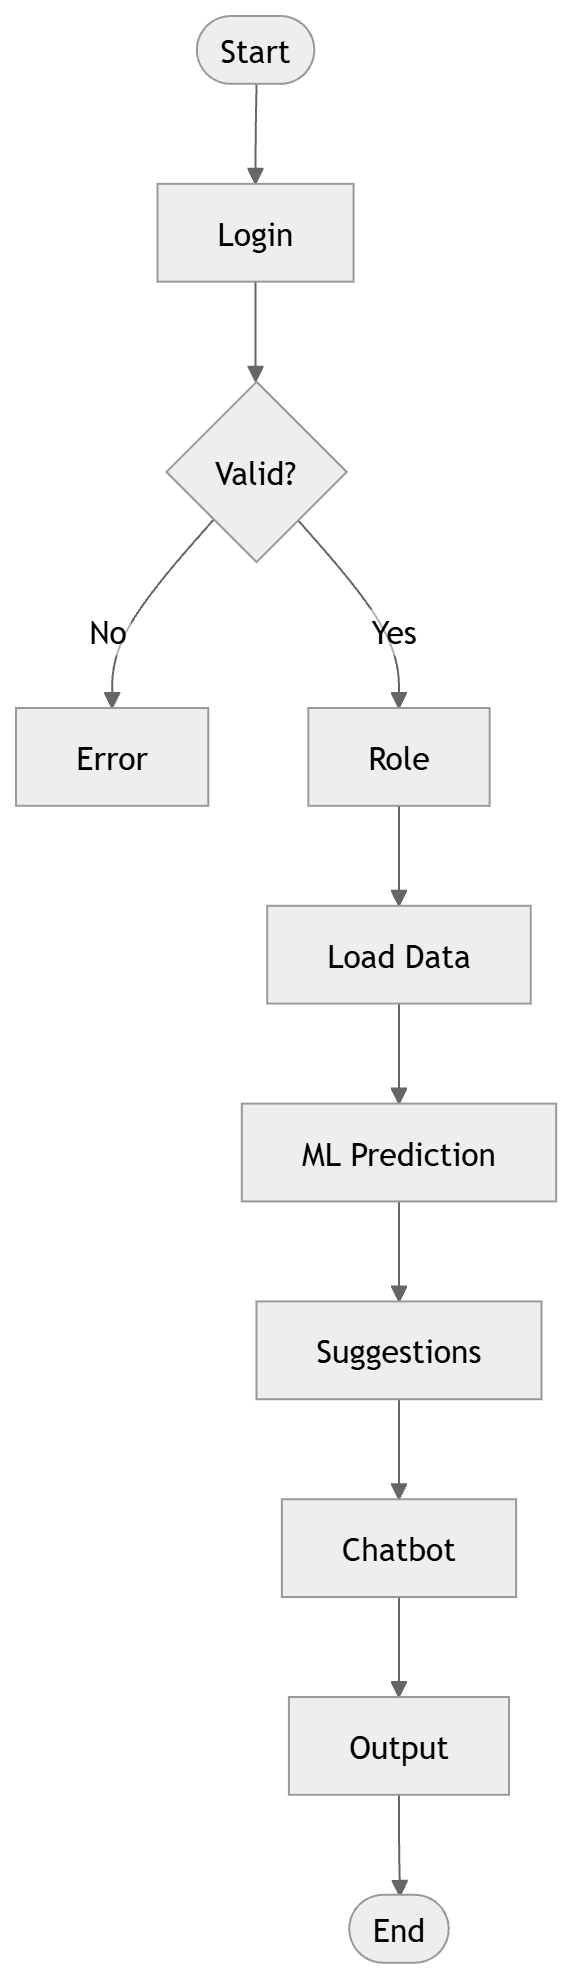 Start
Login
Valid?
No
Yes
Error
Role
Load Data
ML Prediction
Suggestions
Chatbot
Output
End